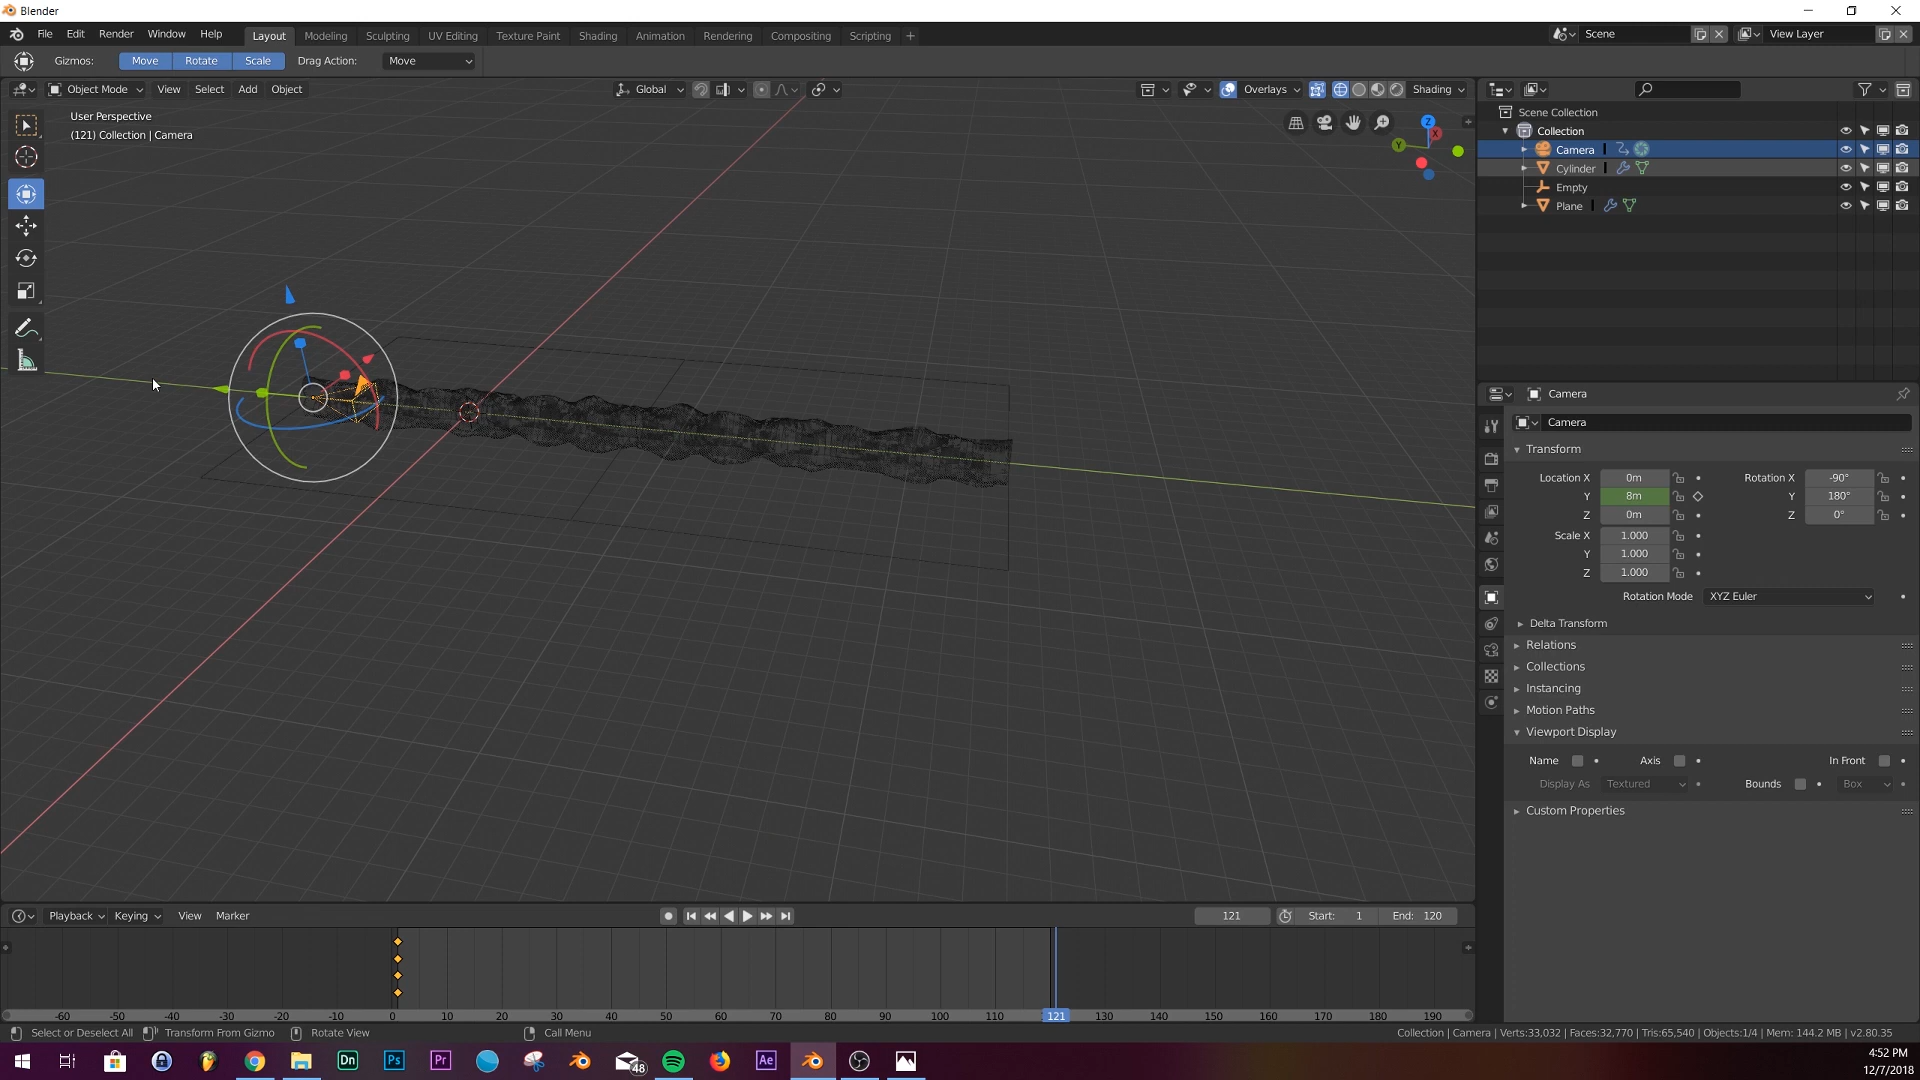 Blender
File Edit Render Window Help Layout Modeling Sculpting UV Editing Texture Paint Shading Animation Rendering Compositing Scripting + Scene View Layer
Gizmos: Move Rotate Scale Drag Action: Move
Object Mode View Select Add Object Global Overlays Shading
User Perspective
(121) Collection | Camera
Z
X
Y
Scene Collection
Collection
Camera
Cylinder
Empty
Plane
Camera
Camera
Transform
Location X 0m Rotation X -90°
Y 8m Y 180°
Z 0m Z 0°
Scale X 1.000
Y 1.000
Z 1.000
Rotation Mode XYZ Euler
Delta Transform
Relations
Collections
Instancing
Motion Paths
Viewport Display
Name Axis In Front
Display As Textured Bounds Box
Custom Properties
Playback Keying View Marker 121 Start: 1 End: 120
-60 -50 -40 -30 -20 -10 0 10 20 30 40 50 60 70 80 90 100 110 121 130 140 150 160 170 180 190
Select or Deselect All Transform From Gizmo Rotate View Call Menu Collection | Camera | Verts:33,032 | Faces:32,770 | Tris:65,540 | Objects:1/4 | Mem: 144.2 MB | v2.80.35
Dn Ps Pr 48 Ae
4:52 PM
12/7/2018